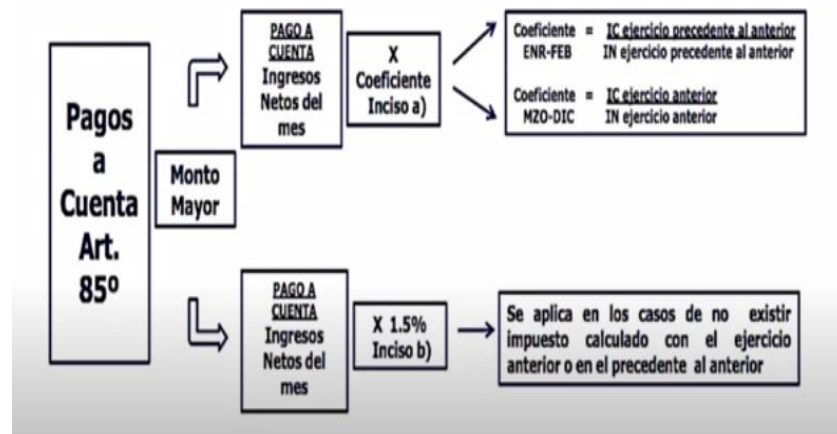 Pagos
a
Cuenta
Art.
85º
Monto
Mayor
PAGO A
CUENTA
Ingresos
Netos del
mes
X
Coeficiente
Inciso a)
Coeficiente = IC ejercicio precedente al anterior
ENR-FEB IN ejercicio precedente al anterior
Coeficiente = IC ejercicio anterior
MZO-DIC IN ejercicio anterior
PAGO A
CUENTA
Ingresos
Netos del
mes
X 1.5%
Inciso b)
Se aplica en los casos de no existir
impuesto calculado con el ejercicio
anterior o en el precedente al anterior